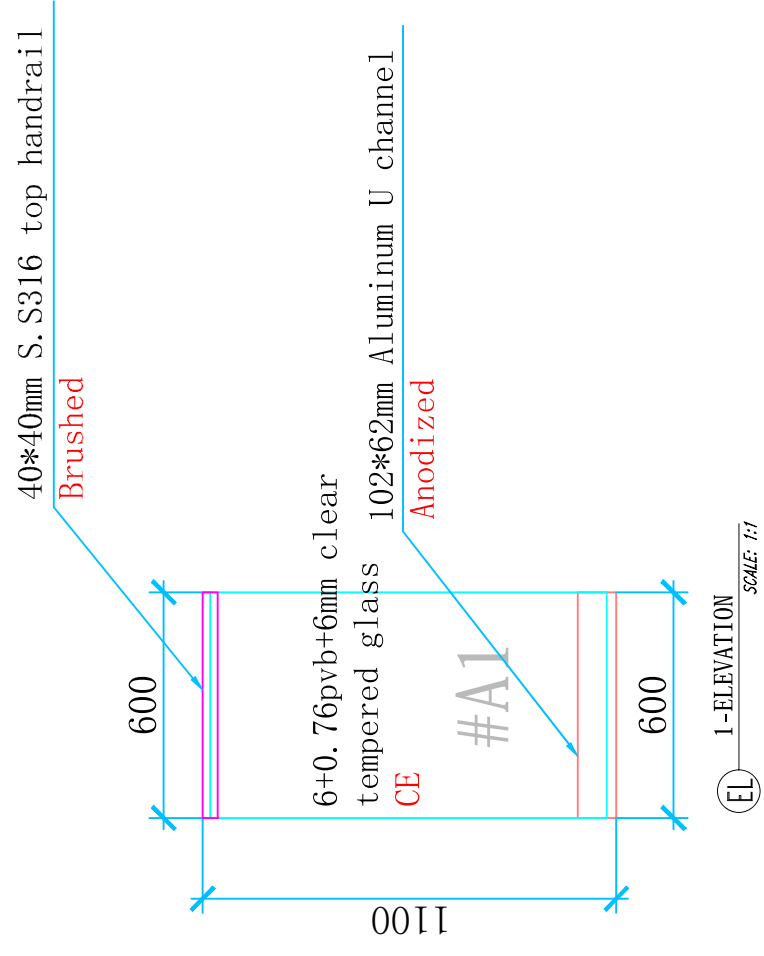 40*40mm S.S316 top handrail
Brushed
600
6+0.76pvb+6mm clear
tempered glass
CE
102*62mm Aluminum U channel
Anodized
#A1
600
1100
EL
1-ELEVATION
SCALE: 1:1